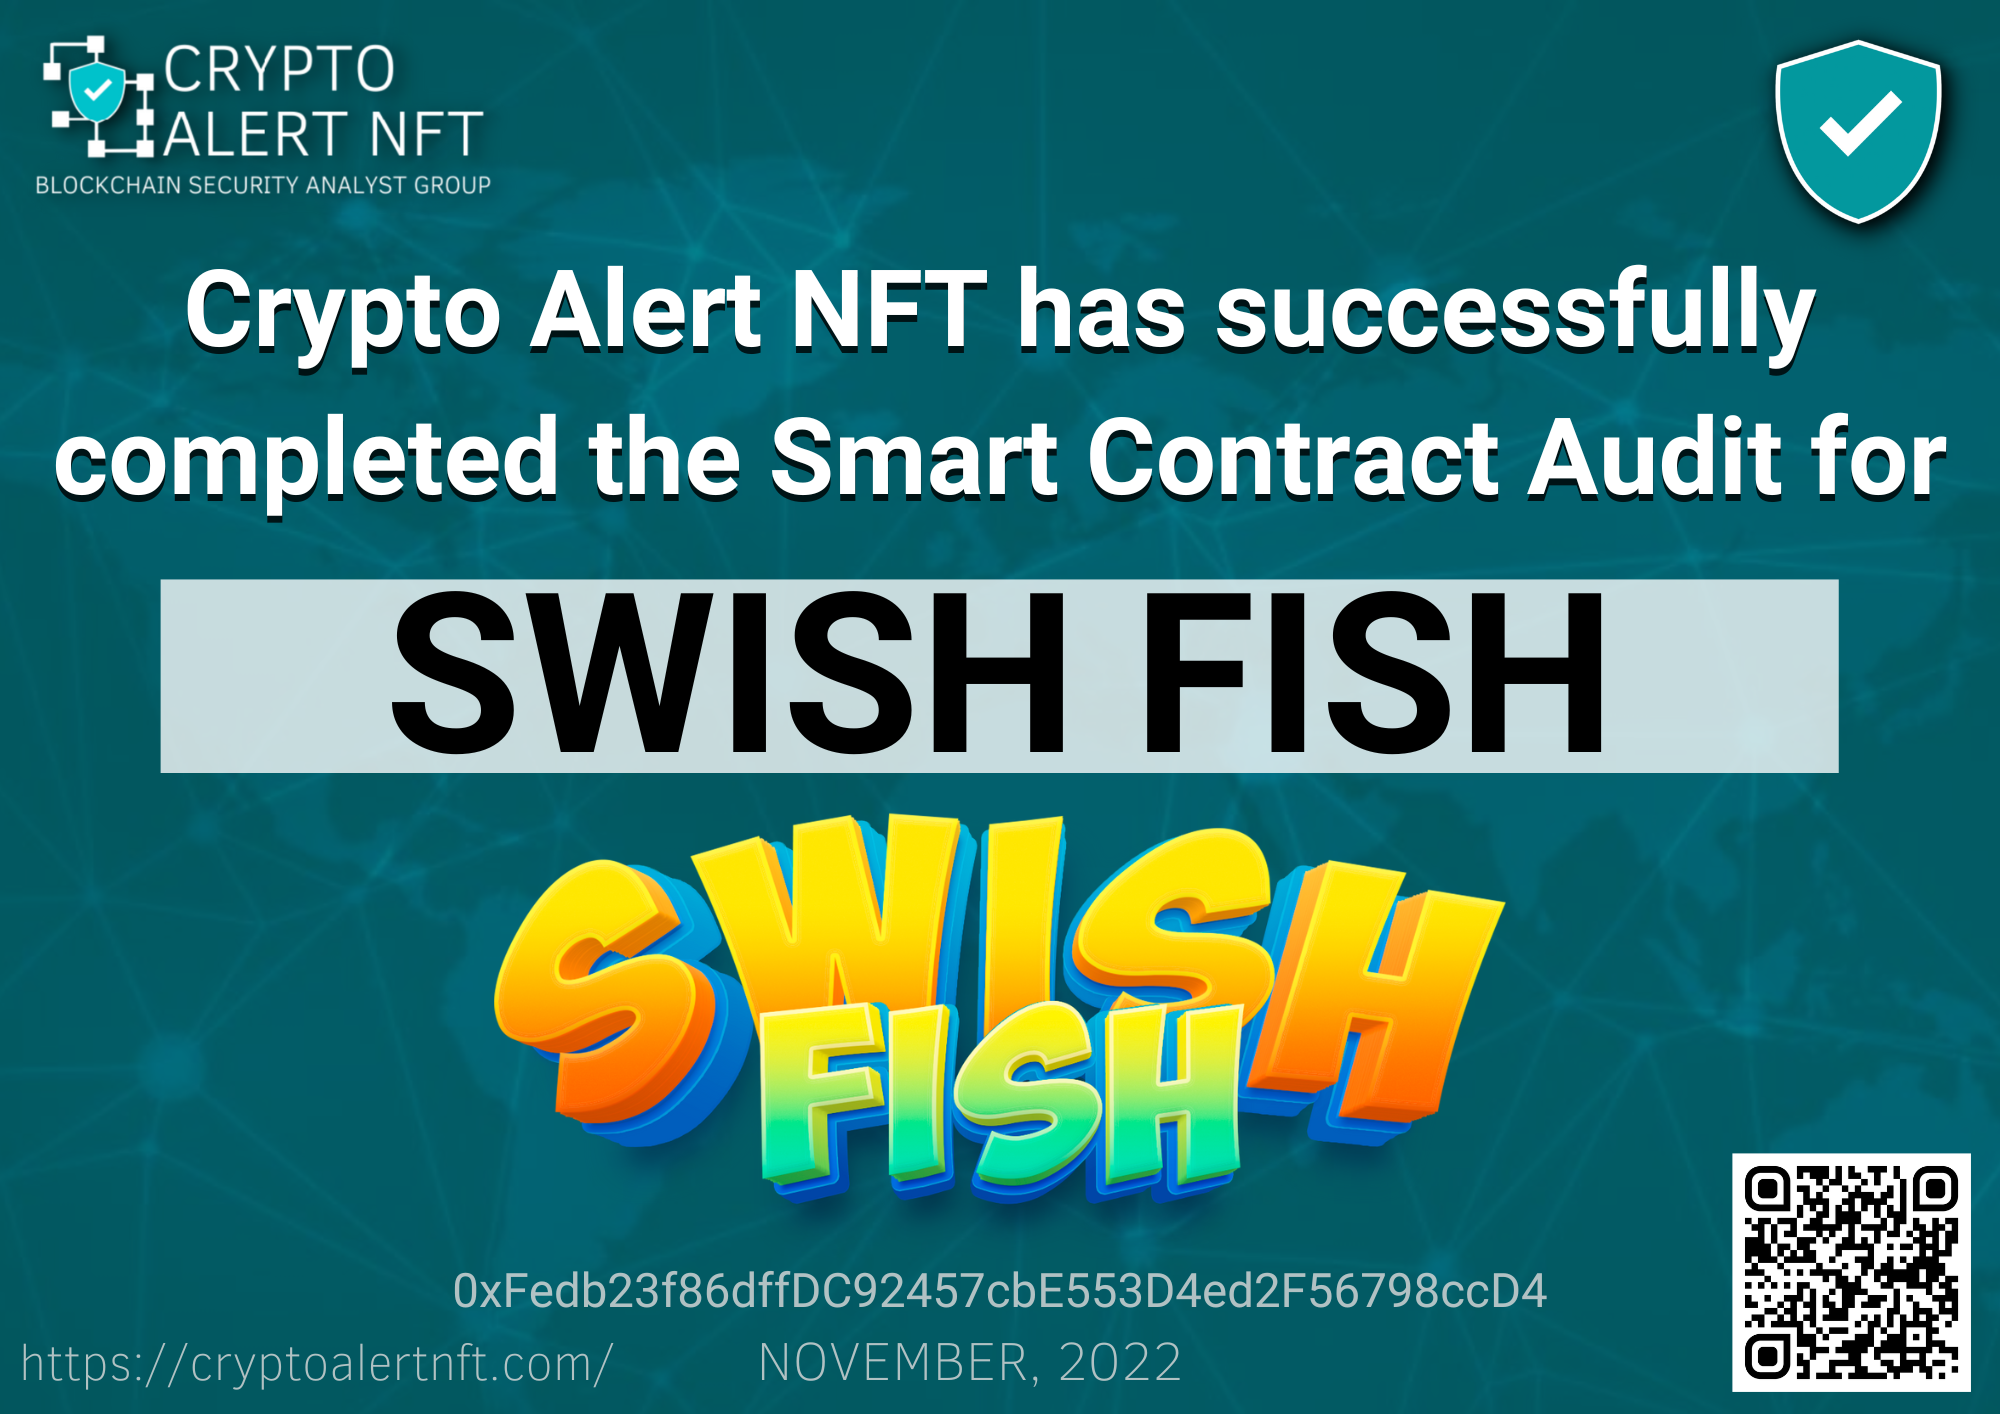 CRYPTO
ALERT NFT
BLOCKCHAIN SECURITY ANALYST GROUP
Crypto Alert NFT has successfully
completed the Smart Contract Audit for
SWISH FISH
SWISH
FISH
0xFedb23f86dffDC92457cbE553D4ed2F56798ccD4
https://cryptoalertnft.com/
NOVEMBER, 2022